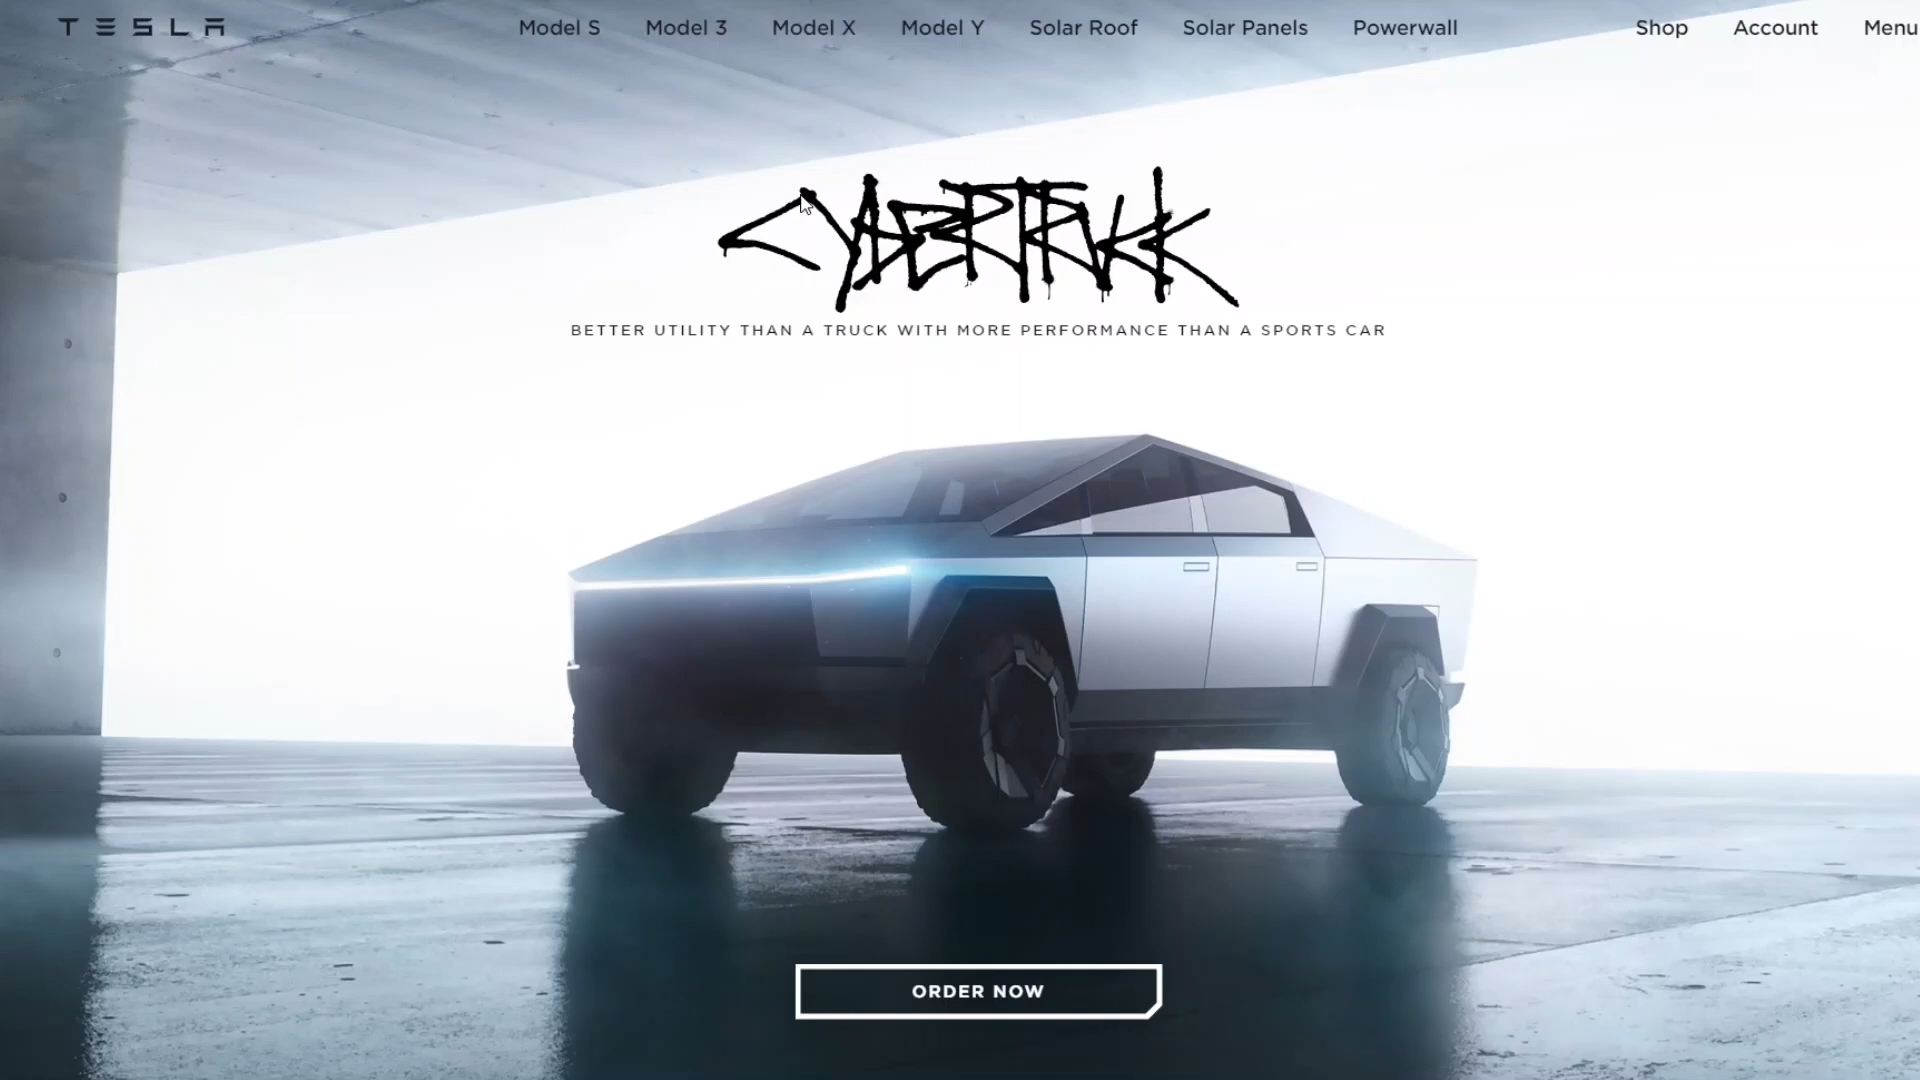 TESLA Model S Model 3 Model X Model Y Solar Roof Solar Panels Powerwall Shop Account Menu
CYBERTRUCK
BETTER UTILITY THAN A TRUCK WITH MORE PERFORMANCE THAN A SPORTS CAR
ORDER NOW